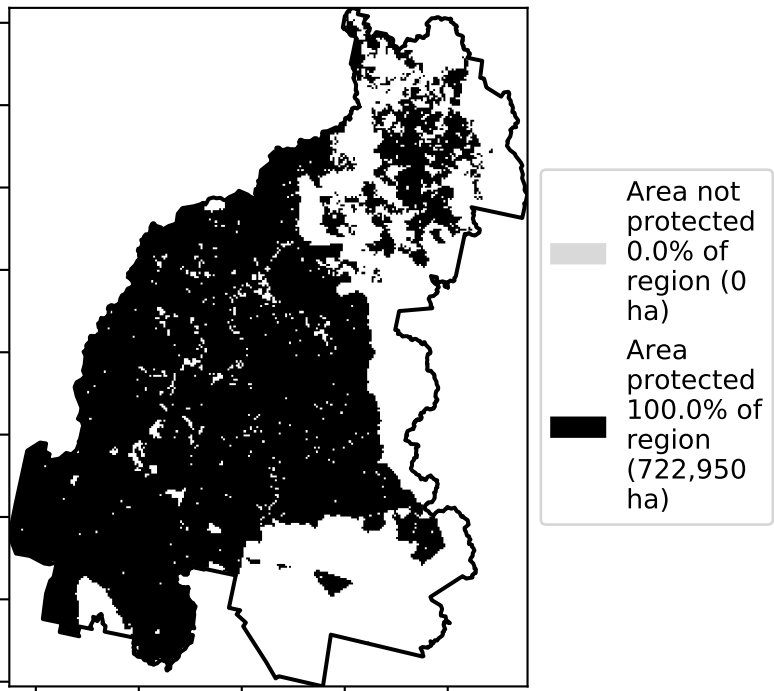 Area not
protected
0.0% of
region (0
ha)
Area
protected
100.0% of
region
(722,950
ha)